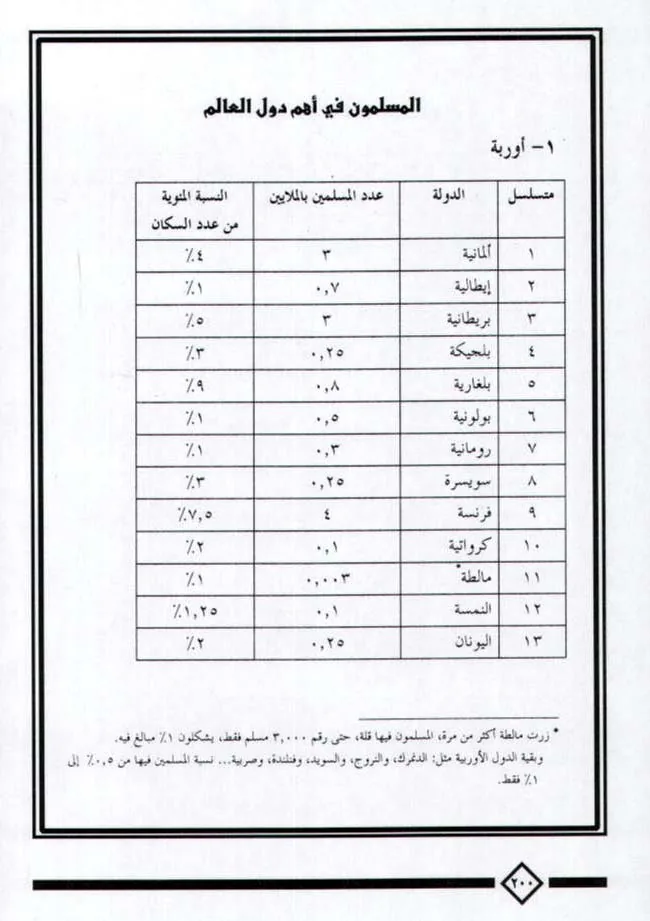 المسلمون في أهم دول العالم
١- أوربة
متسلسل الدولة عدد المسلمين بالملايين النسبة المئوية
من عدد السكان
١ ألمانية ٣ ٤٪
٢ إيطالية ٠,٧ ١٪
٣ بريطانية ٣ ٥٪
٤ بلجيكة ٠,٢٥ ٣٪
٥ بلغارية ٠,٨ ٩٪
٦ بولونية ٠,٥ ١٪
٧ رومانية ٠,٣ ١٪
٨ سويسرة ٠,٢٥ ٣٪
٩ فرنسة ٤ ٧,٥٪
١٠ كرواتية ٠,١ ٢٪
١١ مالطة* ٠,٠٠٣ ١٪
١٢ النمسة ٠,١ ١,٢٥٪
١٣ اليونان ٠,٢٥ ٢٪
* زرت مالطة أكثر من مرة، المسلمون فيها قلة، حتى رقم ٣,٠٠٠ مسلم فقط، يشكلون ١٪ مبالغ فيه.
وبقية الدول الأوربية مثل: الدنمرك، والنروج، والسويد، وفنلندة، وصربية... نسبة المسلمين فيها من ٠,٥٪ إلى
١٪ فقط.
٢٠٠